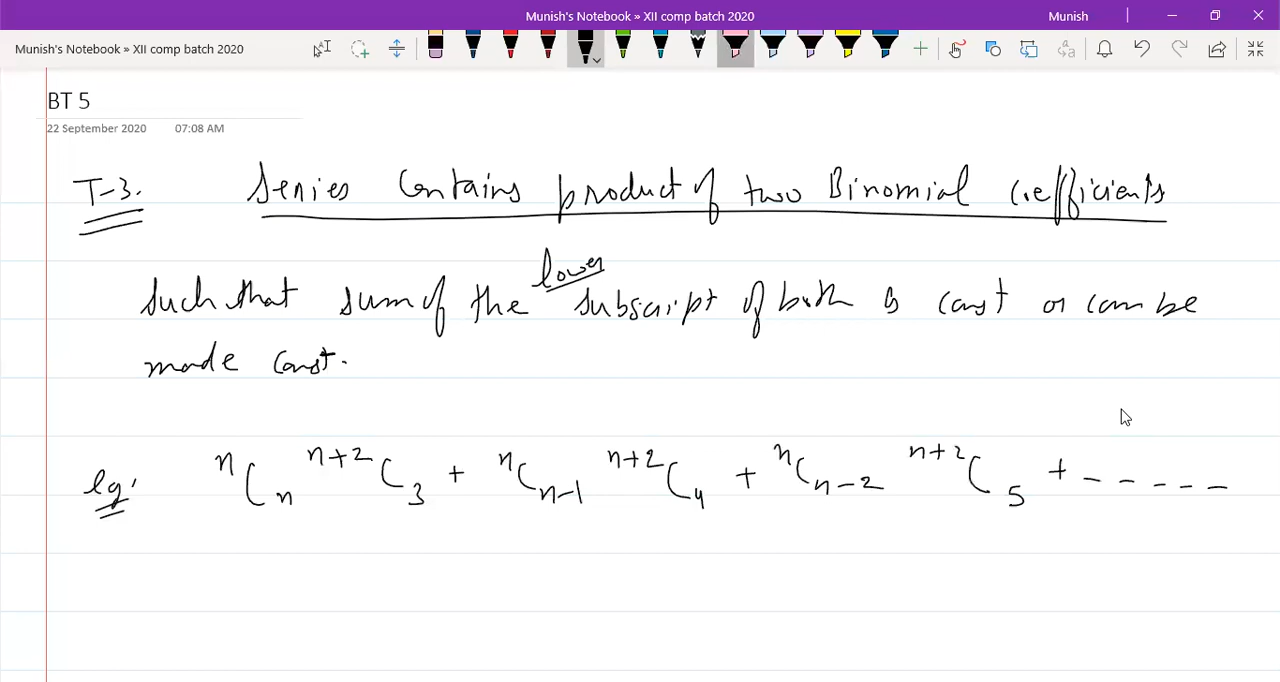 Munish's Notebook » XII comp batch 2020
Munish
Munish's Notebook » XII comp batch 2020
BT 5
22 September 2020 07:08 AM
T-3. Series Contains product of two Binomial Coefficients
lower
Such that sum of the subscript of both is const or can be
made const.
eg: ⁿCₙ ⁿ⁺²C₃ + ⁿCₙ₋₁ ⁿ⁺²C₄ + ⁿCₙ₋₂ ⁿ⁺²C₅ + - - - - -